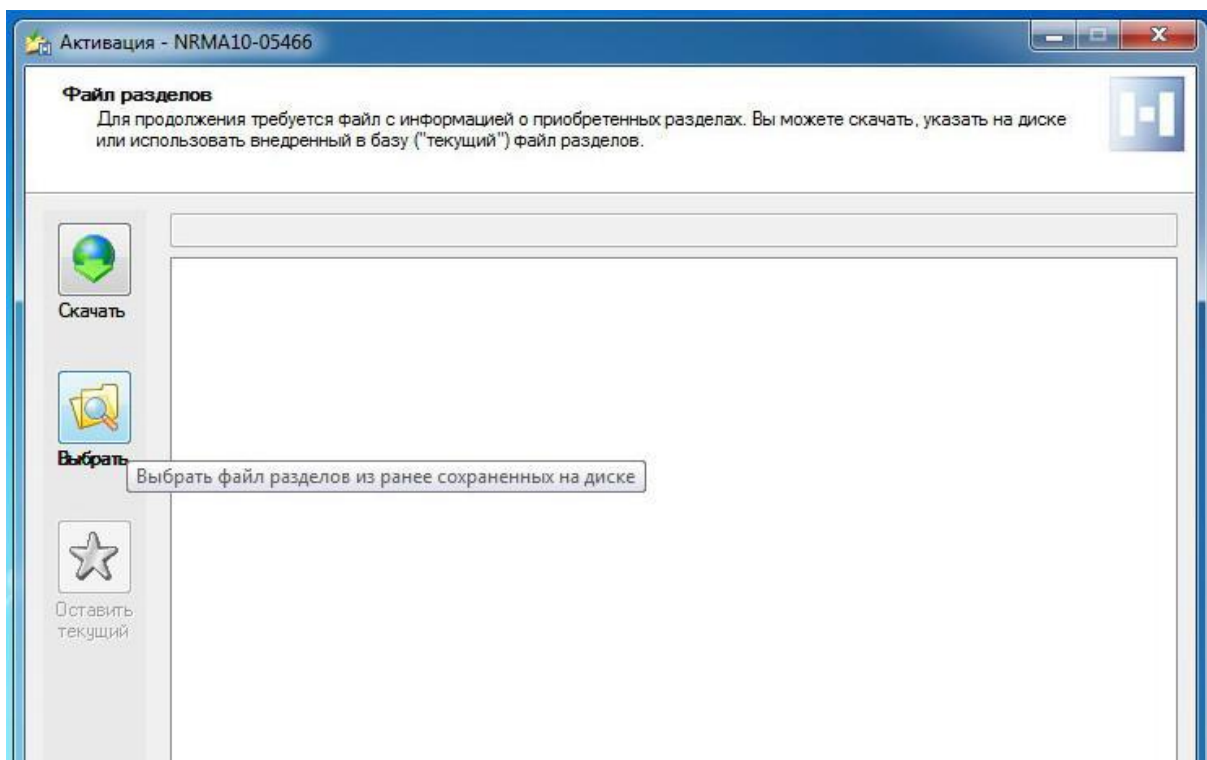 Активация - NRMA10-05466
Файл разделов
Для продолжения требуется файл с информацией о приобретенных разделах. Вы можете скачать, указать на диске
или использовать внедренный в базу ("текущий") файл разделов.
Скачать
Выбрать
Выбрать файл разделов из ранее сохраненных на диске
Оставить
текущий